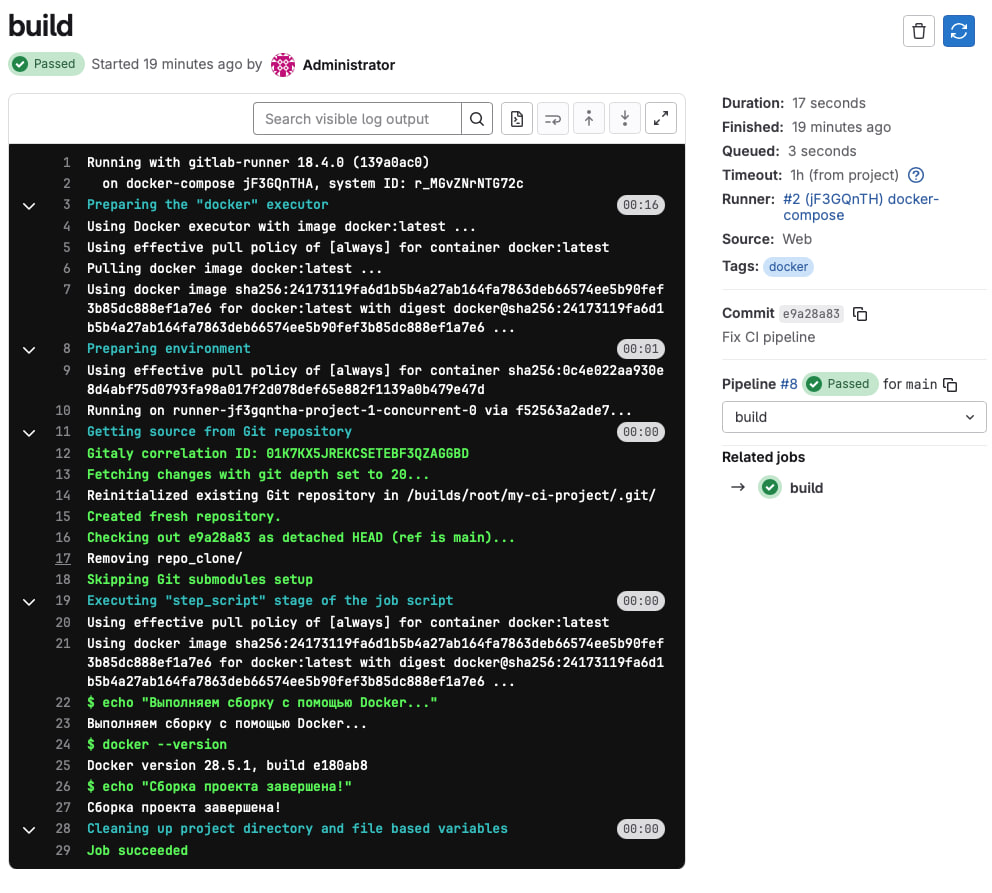 build
Passed Started 19 minutes ago by Administrator
Search visible log output
1 Running with gitlab-runner 18.4.0 (139a0ac0)
2 on docker-compose jF3GQnTHA, system ID: r_MGvZNrNTG72c
3 Preparing the "docker" executor 00:16
4 Using Docker executor with image docker:latest ...
5 Using effective pull policy of [always] for container docker:latest
6 Pulling docker image docker:latest ...
7 Using docker image sha256:24173119fa6d1b5b4a27ab164fa7863deb66574ee5b90fef
3b85dc888ef1a7e6 for docker:latest with digest docker@sha256:24173119fa6d1
b5b4a27ab164fa7863deb66574ee5b90fef3b85dc888ef1a7e6 ...
8 Preparing environment 00:01
9 Using effective pull policy of [always] for container sha256:0c4e022aa930e
8d4abf75d0793fa98a017f2d078def65e882f1139a0b479e47d
10 Running on runner-jf3gqntha-project-1-concurrent-0 via f52563a2ade7...
11 Getting source from Git repository 00:00
12 Gitaly correlation ID: 01K7KX5JREKCSETEBF3QZAGGBD
13 Fetching changes with git depth set to 20...
14 Reinitialized existing Git repository in /builds/root/my-ci-project/.git/
15 Created fresh repository.
16 Checking out e9a28a83 as detached HEAD (ref is main)...
17 Removing repo_clone/
18 Skipping Git submodules setup
19 Executing "step_script" stage of the job script 00:00
20 Using effective pull policy of [always] for container docker:latest
21 Using docker image sha256:24173119fa6d1b5b4a27ab164fa7863deb66574ee5b90fef
3b85dc888ef1a7e6 for docker:latest with digest docker@sha256:24173119fa6d1
b5b4a27ab164fa7863deb66574ee5b90fef3b85dc888ef1a7e6 ...
22 $ echo "Выполняем сборку с помощью Docker..."
23 Выполняем сборку с помощью Docker...
24 $ docker --version
25 Docker version 28.5.1, build e180ab8
26 $ echo "Сборка проекта завершена!"
27 Сборка проекта завершена!
28 Cleaning up project directory and file based variables 00:00
29 Job succeeded
Duration: 17 seconds
Finished: 19 minutes ago
Queued: 3 seconds
Timeout: 1h (from project)
Runner: #2 (jF3GQnTH) docker-
compose
Source: Web
Tags: docker
Commit e9a28a83
Fix CI pipeline
Pipeline #8 Passed for main
build
Related jobs
build